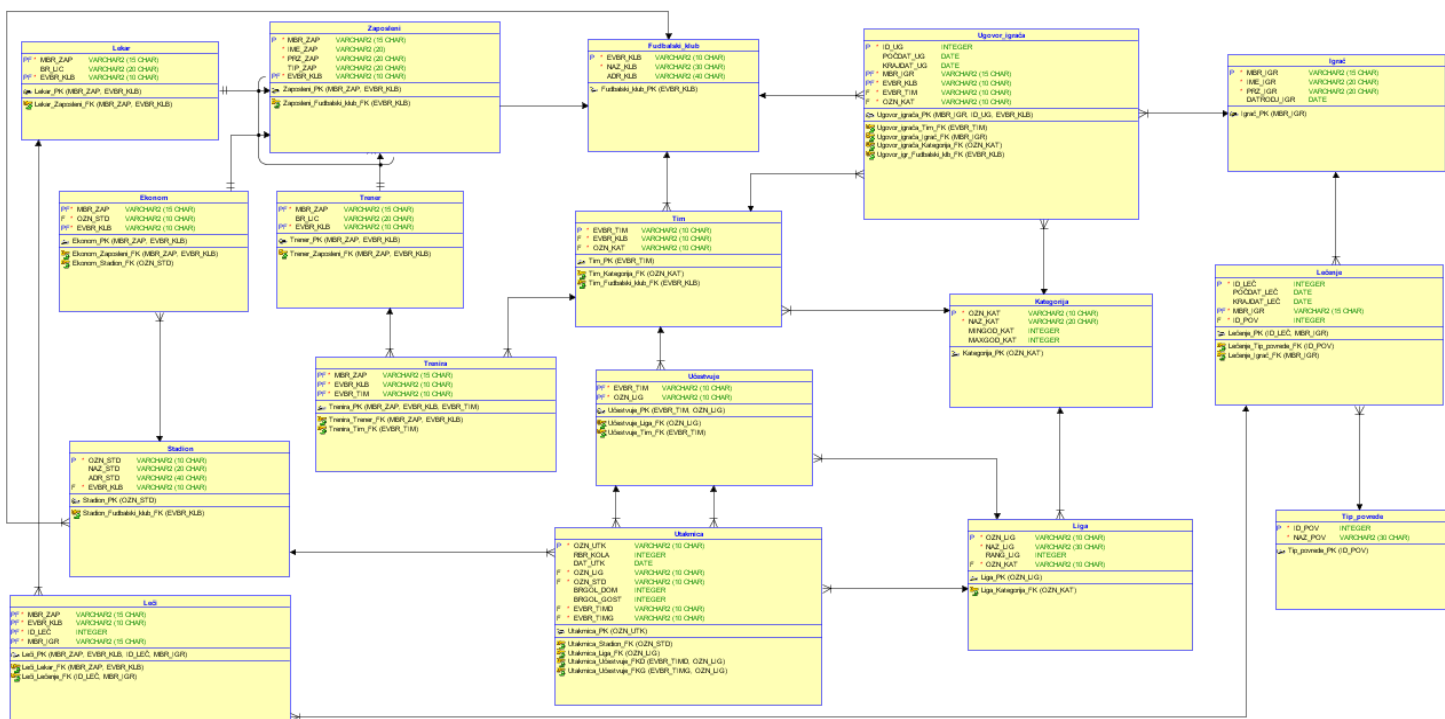 Lekar
PF * MBR_ZAP VARCHAR2 (15 CHAR)
BR_LIC VARCHAR2 (20 CHAR)
PF * EVBR_KLB VARCHAR2 (10 CHAR)
Lekar_PK (MBR_ZAP, EVBR_KLB)
Lekar_Zaposleni_FK (MBR_ZAP, EVBR_KLB)
Zaposleni
P * MBR_ZAP VARCHAR2 (15 CHAR)
* IME_ZAP VARCHAR2 (20)
* PRZ_ZAP VARCHAR2 (20 CHAR)
* TIP_ZAP VARCHAR2 (20 CHAR)
PF * EVBR_KLB VARCHAR2 (10 CHAR)
Zaposleni_PK (MBR_ZAP, EVBR_KLB)
Zaposleni_Fudbalski_klub_FK (EVBR_KLB)
Fudbalski_klub
P * EVBR_KLB VARCHAR2 (10 CHAR)
* NAZ_KLB VARCHAR2 (30 CHAR)
ADR_KLB VARCHAR2 (40 CHAR)
Fudbalski_klub_PK (EVBR_KLB)
Ugovor_igrača
P * ID_UG INTEGER
POČDAT_UG DATE
KRAJDAT_UG DATE
PF * MBR_IGR VARCHAR2 (15 CHAR)
PF * EVBR_KLB VARCHAR2 (10 CHAR)
F * EVBR_TIM VARCHAR2 (10 CHAR)
F * OZN_KAT VARCHAR2 (10 CHAR)
Ugovor_igrača_PK (MBR_IGR, ID_UG, EVBR_KLB)
Ugovor_igrača_Tim_FK (EVBR_TIM)
Ugovor_igrača_Igrač_FK (MBR_IGR)
Ugovor_igrača_Kategorija_FK (OZN_KAT)
Ugovor_igr_Fudbalski_klb_FK (EVBR_KLB)
Igrač
P * MBR_IGR VARCHAR2 (15 CHAR)
* IME_IGR VARCHAR2 (20 CHAR)
* PRZ_IGR VARCHAR2 (20 CHAR)
DATRODJ_IGR DATE
Igrač_PK (MBR_IGR)
Ekonom
PF * MBR_ZAP VARCHAR2 (15 CHAR)
F * OZN_STD VARCHAR2 (10 CHAR)
PF * EVBR_KLB VARCHAR2 (10 CHAR)
Ekonom_PK (MBR_ZAP, EVBR_KLB)
Ekonom_Zaposleni_FK (MBR_ZAP, EVBR_KLB)
Ekonom_Stadion_FK (OZN_STD)
Trener
PF * MBR_ZAP VARCHAR2 (15 CHAR)
BR_LIC VARCHAR2 (20 CHAR)
PF * EVBR_KLB VARCHAR2 (10 CHAR)
Trener_PK (MBR_ZAP, EVBR_KLB)
Trener_Zaposleni_FK (MBR_ZAP, EVBR_KLB)
Tim
P * EVBR_TIM VARCHAR2 (10 CHAR)
F * EVBR_KLB VARCHAR2 (10 CHAR)
F * OZN_KAT VARCHAR2 (10 CHAR)
Tim_PK (EVBR_TIM)
Tim_Kategorija_FK (OZN_KAT)
Tim_Fudbalski_klub_FK (EVBR_KLB)
Kategorija
P * OZN_KAT VARCHAR2 (10 CHAR)
* NAZ_KAT VARCHAR2 (20 CHAR)
MINGOD_KAT INTEGER
MAXGOD_KAT INTEGER
Kategorija_PK (OZN_KAT)
Lečenje
P * ID_LEČ INTEGER
POČDAT_LEČ DATE
KRAJDAT_LEČ DATE
PF * MBR_IGR VARCHAR2 (15 CHAR)
F * ID_POV INTEGER
Lečenje_PK (ID_LEČ, MBR_IGR)
Lečenje_Tip_povrede_FK (ID_POV)
Lečenje_Igrač_FK (MBR_IGR)
Trenira
PF * MBR_ZAP VARCHAR2 (15 CHAR)
PF * EVBR_KLB VARCHAR2 (10 CHAR)
PF * EVBR_TIM VARCHAR2 (10 CHAR)
Trenira_PK (MBR_ZAP, EVBR_KLB, EVBR_TIM)
Trenira_Trener_FK (MBR_ZAP, EVBR_KLB)
Trenira_Tim_FK (EVBR_TIM)
Učestvuje
PF * EVBR_TIM VARCHAR2 (10 CHAR)
PF * OZN_LIG VARCHAR2 (10 CHAR)
Učestvuje_PK (EVBR_TIM, OZN_LIG)
Učestvuje_Liga_FK (OZN_LIG)
Učestvuje_Tim_FK (EVBR_TIM)
Stadion
P * OZN_STD VARCHAR2 (10 CHAR)
NAZ_STD VARCHAR2 (20 CHAR)
ADR_STD VARCHAR2 (40 CHAR)
F * EVBR_KLB VARCHAR2 (10 CHAR)
Stadion_PK (OZN_STD)
Stadion_Fudbalski_klub_FK (EVBR_KLB)
Utakmica
P * OZN_UTK VARCHAR2 (10 CHAR)
RBR_KOLA INTEGER
DAT_UTK DATE
F * OZN_LIG VARCHAR2 (10 CHAR)
F * OZN_STD VARCHAR2 (10 CHAR)
BRGOL_DOM INTEGER
BRGOL_GOST INTEGER
F * EVBR_TIMD VARCHAR2 (10 CHAR)
F * EVBR_TIMG VARCHAR2 (10 CHAR)
Utakmica_PK (OZN_UTK)
Utakmica_Stadion_FK (OZN_STD)
Utakmica_Liga_FK (OZN_LIG)
Utakmica_Učestvuje_FKD (EVBR_TIMD, OZN_LIG)
Utakmica_Učestvuje_FKG (EVBR_TIMG, OZN_LIG)
Liga
P * OZN_LIG VARCHAR2 (10 CHAR)
* NAZ_LIG VARCHAR2 (30 CHAR)
RANG_LIG INTEGER
F * OZN_KAT VARCHAR2 (10 CHAR)
Liga_PK (OZN_LIG)
Liga_Kategorija_FK (OZN_KAT)
Tip_povrede
P * ID_POV INTEGER
* NAZ_POV VARCHAR2 (30 CHAR)
Tip_povrede_PK (ID_POV)
Leči
PF * MBR_ZAP VARCHAR2 (15 CHAR)
PF * EVBR_KLB VARCHAR2 (10 CHAR)
PF * ID_LEČ INTEGER
PF * MBR_IGR VARCHAR2 (15 CHAR)
Leči_PK (MBR_ZAP, EVBR_KLB, ID_LEČ, MBR_IGR)
Leči_Lekar_FK (MBR_ZAP, EVBR_KLB)
Leči_Lečenje_FK (ID_LEČ, MBR_IGR)